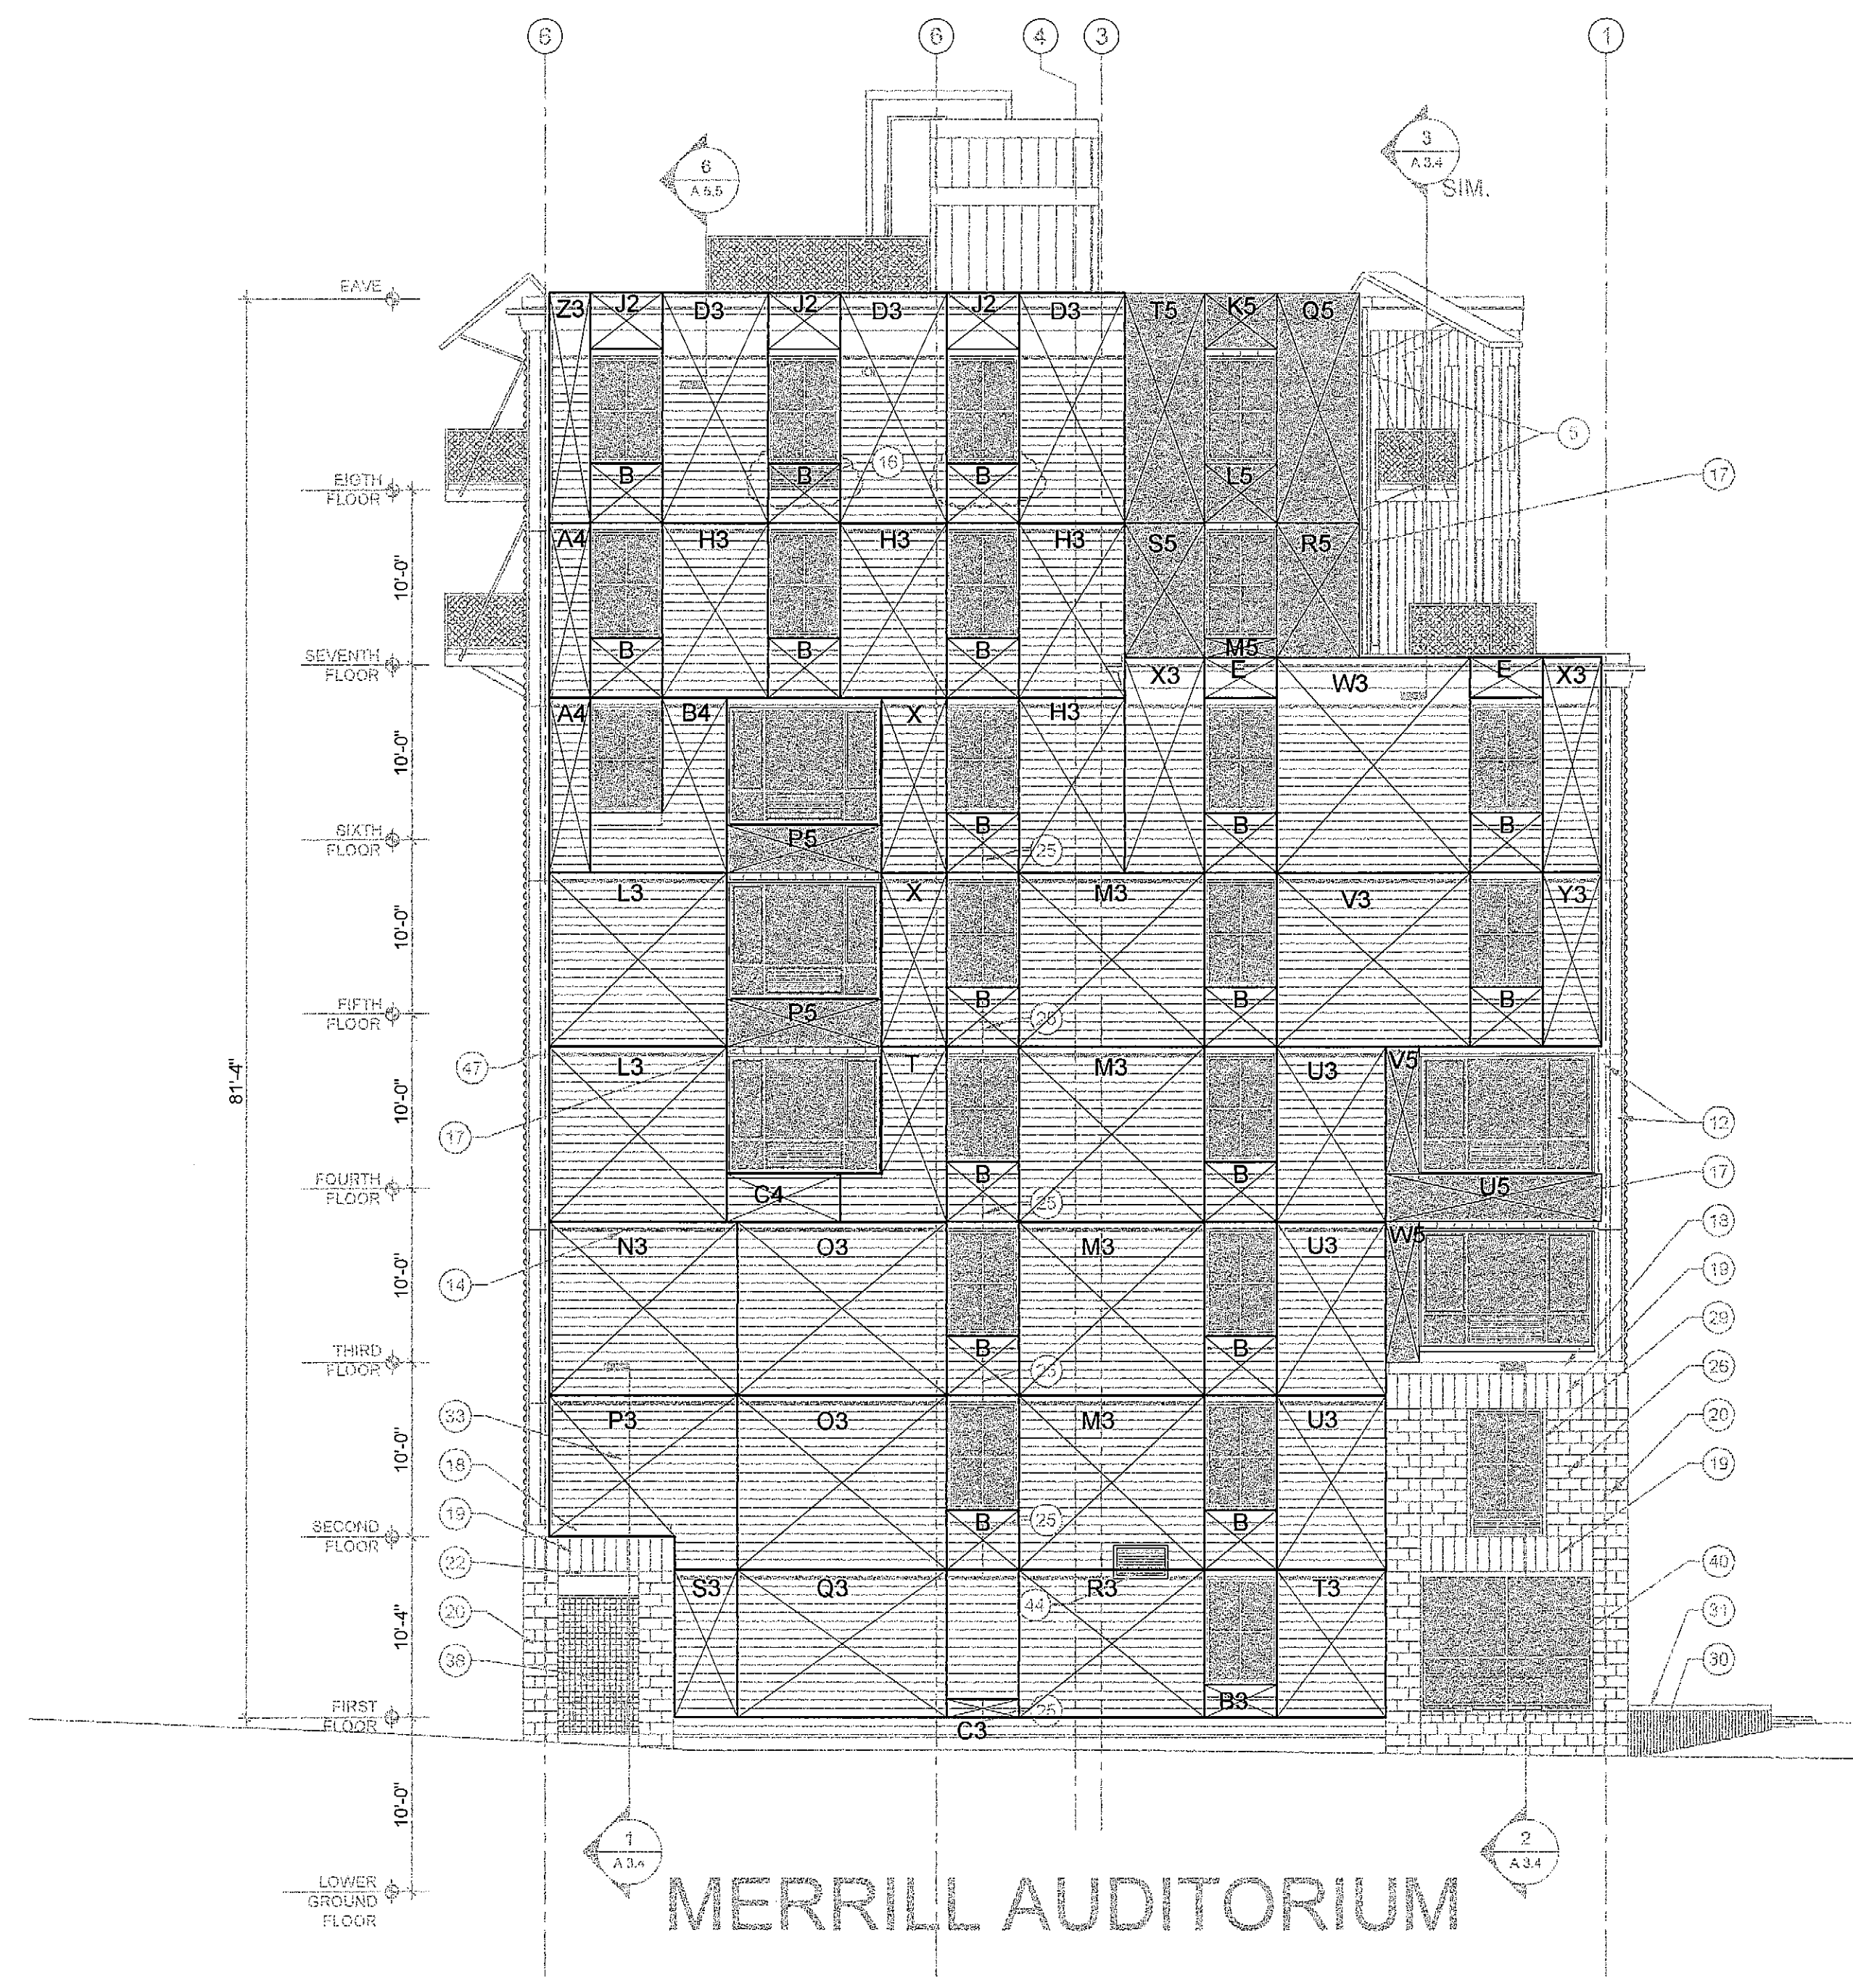 6 6 4 3 1
6
A 5.5
3
A 3.4
SIM.
EAVE
Z3 J2 D3 J2 D3 J2 D3 T5 K5 Q5
5
16
17
B B B L5
EIGTH
FLOOR
A4 H3 H3 H3 S5 R5
10'-0"
B B B M5
SEVENTH
FLOOR
X3 E W3 E X3
A4 B4 X H3
10'-0"
B B B
SIXTH
FLOOR
P5
25
L3 X M3 V3 Y3
10'-0"
B B B
FIFTH
FLOOR
P5
47
L3 T M3 U3 V5
81'-4"
10'-0"
12
17
B B
17
FOURTH
FLOOR
C4 U5
25
18
N3 O3 M3 U3 W5
19
10'-0"
14
29
B B
THIRD
FLOOR
25
26
33
P3 O3 M3 U3
20
10'-0"
18
19
19
B 25 B
SECOND
FLOOR
22
40
S3 Q3 R3 T3
44
10'-4"
20
31
38
30
B3
FIRST
FLOOR
25
C3
10'-0"
1
A 3.4
2
A 3.4
LOWER
GROUND
FLOOR
MERRILL AUDITORIUM